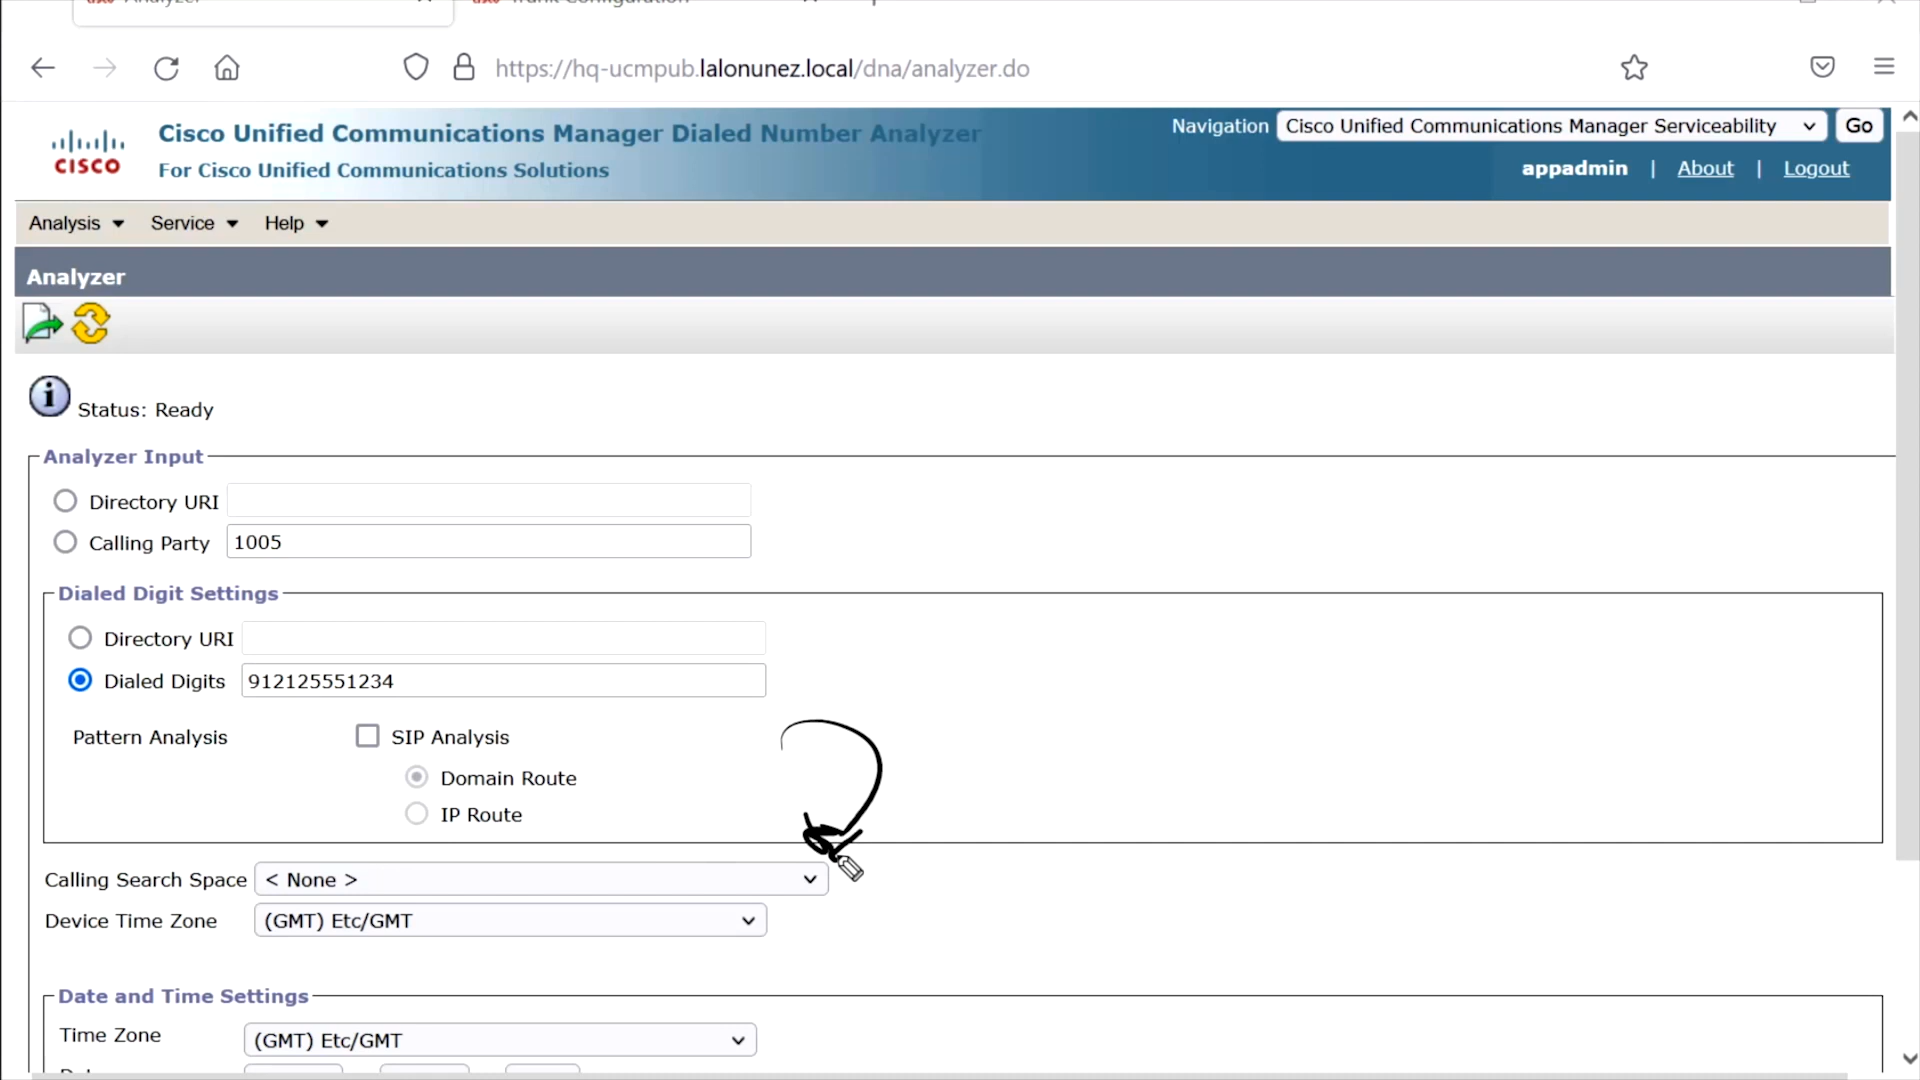 https://hq-ucmpub.lalonunez.local/dna/analyzer.do
Cisco Unified Communications Manager Dialed Number Analyzer
For Cisco Unified Communications Solutions
CISCO
Navigation Cisco Unified Communications Manager Serviceability Go
appadmin | About | Logout
Analysis Service Help
Analyzer
Status: Ready
Analyzer Input
Directory URI
Calling Party 1005
Dialed Digit Settings
Directory URI
Dialed Digits 912125551234
Pattern Analysis SIP Analysis
Domain Route
IP Route
Calling Search Space < None >
Device Time Zone (GMT) Etc/GMT
Date and Time Settings
Time Zone (GMT) Etc/GMT